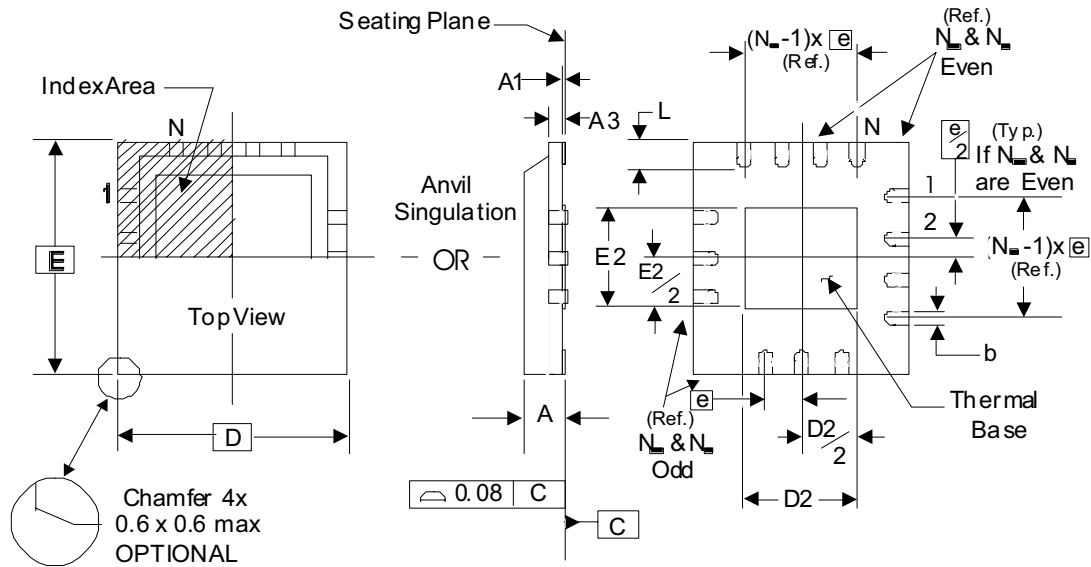 Seating Plane
Index Area
N
1
E
Top View
D
Chamfer 4x
0.6 x 0.6 max
OPTIONAL
A1
A3
L
Anvil
Singulation
OR
A
0.08 C
C
(Ref.)
& N
Even
(N -1)x e
(Ref.)
N
e/2
(Typ.)
If N & N
are Even
1
2
(N -1)x e
(Ref.)
b
E2
E2/2
e
(Ref.)
N & N
Odd
D2/2
D2
Thermal
Base